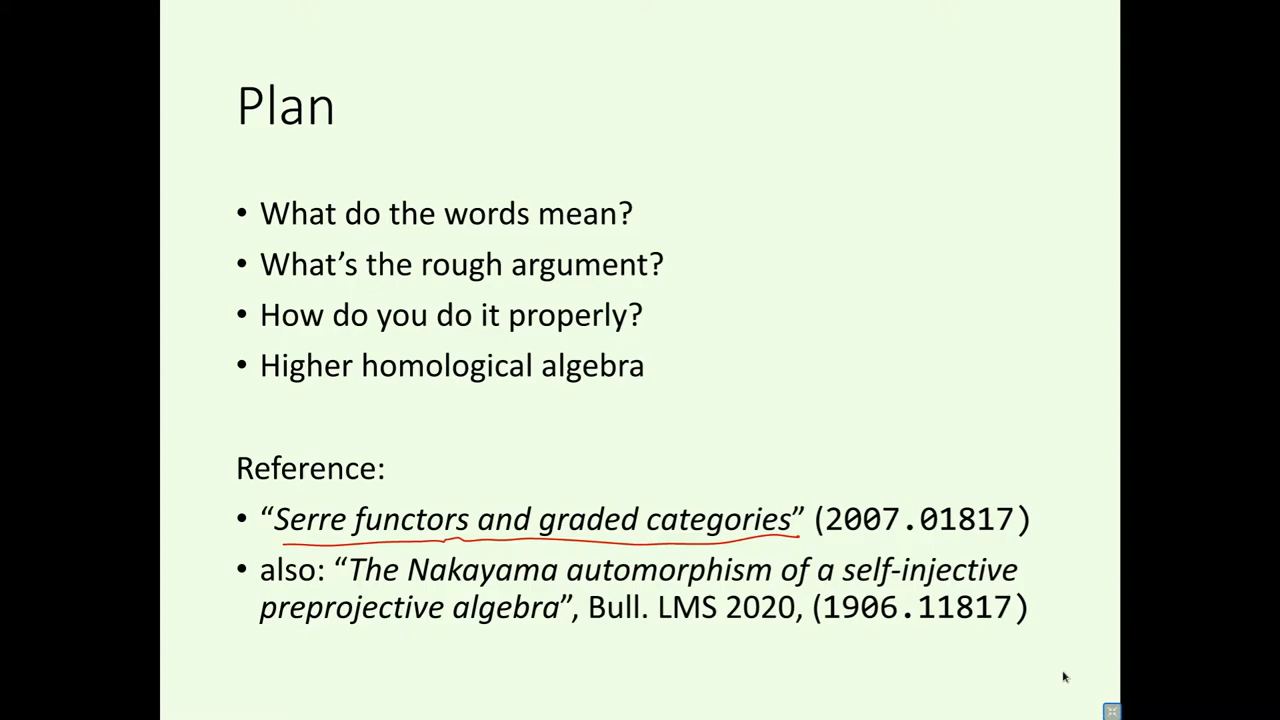 Plan
• What do the words mean?
• What’s the rough argument?
• How do you do it properly?
• Higher homological algebra
Reference:
• “Serre functors and graded categories” (2007.01817)
• also: “The Nakayama automorphism of a self-injective
preprojective algebra”, Bull. LMS 2020, (1906.11817)